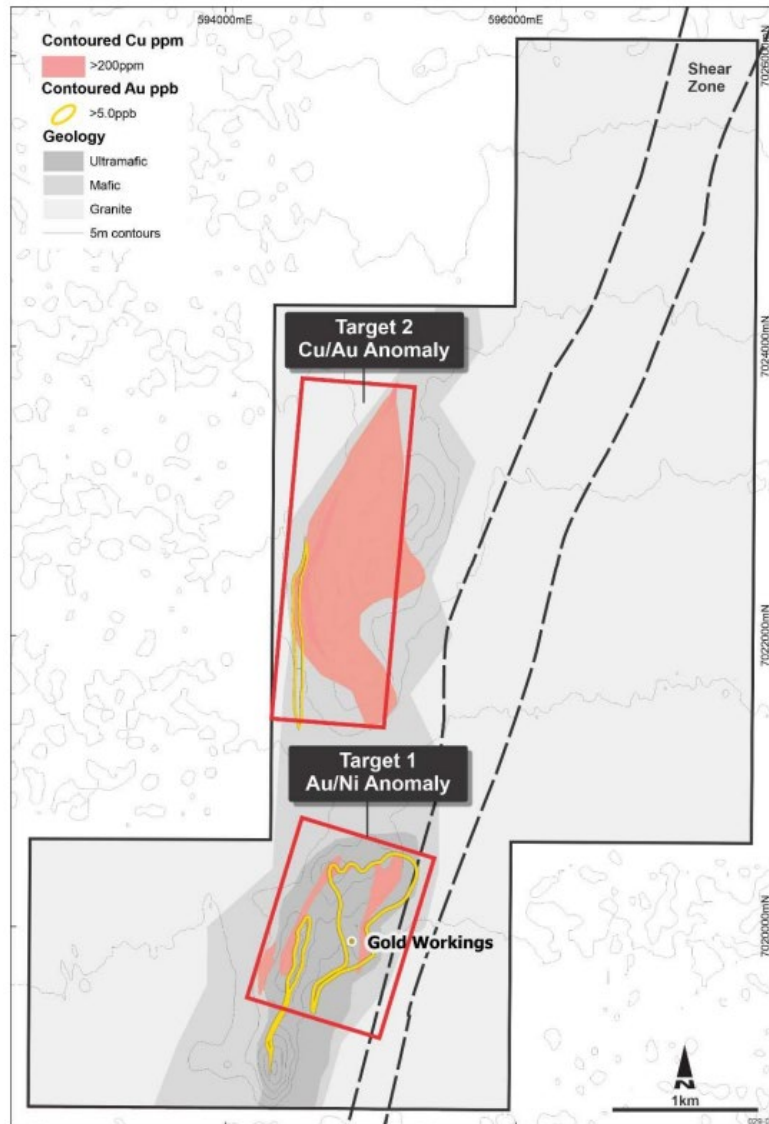 594000mE
596000mE
Contoured Cu ppm
>200ppm
Contoured Au ppb
>5.0ppb
Geology
Ultramafic
Mafic
Granite
5m contours
Shear
Zone
7026000mN
Target 2
Cu/Au Anomaly
7024000mN
7022000mN
Target 1
Au/Ni Anomaly
Gold Workings
7020000mN
N
1km